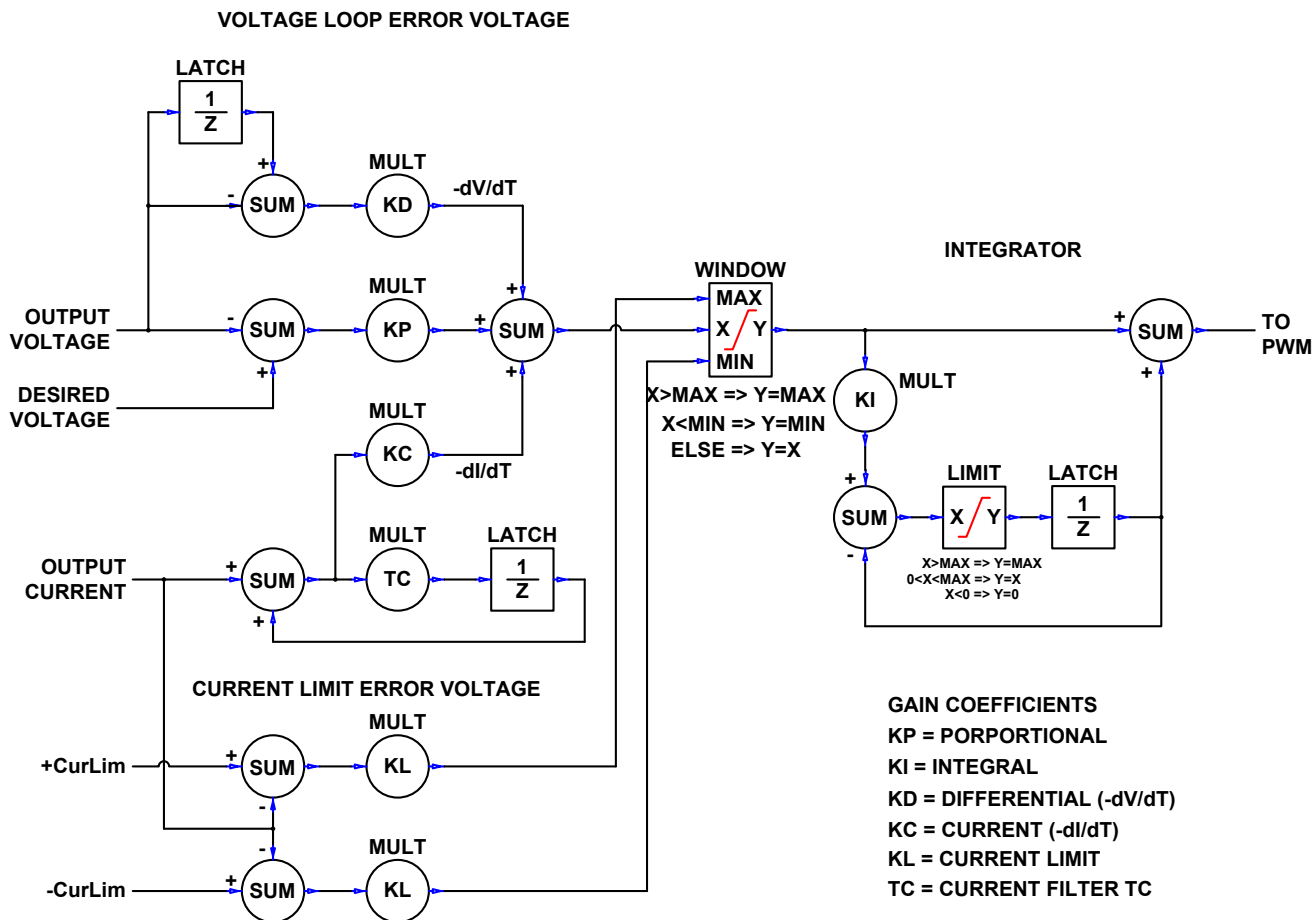 VOLTAGE LOOP ERROR VOLTAGE
LATCH
1
Z
+
-
SUM
MULT
KD
-dV/dT
OUTPUT
VOLTAGE
-
SUM
+
MULT
KP
+
+
SUM
+
DESIRED
VOLTAGE
MULT
KC
-dI/dT
WINDOW
MAX
X
Y
MIN
X>MAX => Y=MAX
X<MIN => Y=MIN
ELSE => Y=X
INTEGRATOR
+
SUM
+
TO
PWM
KI
MULT
+
SUM
-
LIMIT
X
Y
X>MAX => Y=MAX
0<X<MAX => Y=X
X<0 => Y=0
LATCH
1
Z
OUTPUT
CURRENT
+
SUM
+
MULT
TC
LATCH
1
Z
CURRENT LIMIT ERROR VOLTAGE
+CurLim
+
SUM
-
MULT
KL
-CurLim
-
+
SUM
MULT
KL
GAIN COEFFICIENTS
KP = PORPORTIONAL
KI = INTEGRAL
KD = DIFFERENTIAL (-dV/dT)
KC = CURRENT (-dI/dT)
KL = CURRENT LIMIT
TC = CURRENT FILTER TC